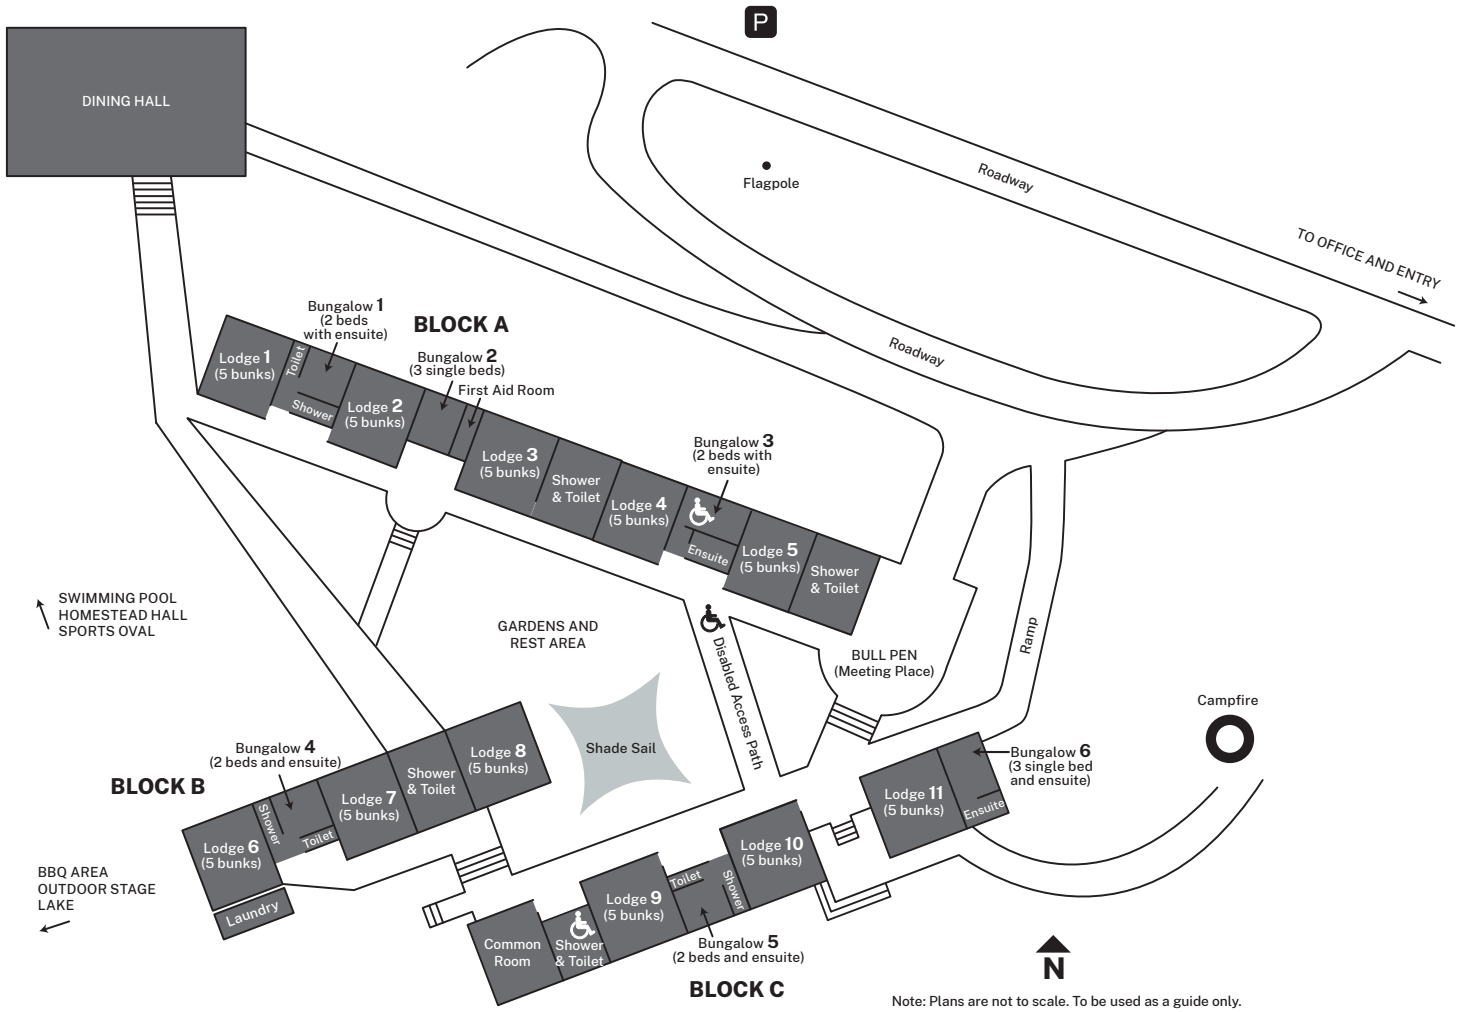 P
DINING HALL
Flagpole
Roadway
TO OFFICE AND ENTRY
Roadway
BLOCK A
Bungalow 1
(2 beds
with ensuite)
Bungalow 2
(3 single beds)
First Aid Room
Lodge 1
(5 bunks)
Toilet
Shower
Lodge 2
(5 bunks)
Lodge 3
(5 bunks)
Shower
& Toilet
Lodge 4
(5 bunks)
Bungalow 3
(2 beds with
ensuite)
Ensuite
Lodge 5
(5 bunks)
Shower
& Toilet
SWIMMING POOL
HOMESTEAD HALL
SPORTS OVAL
GARDENS AND
REST AREA
Disabled Access Path
BULL PEN
(Meeting Place)
Ramp
Campfire
Shade Sail
BLOCK B
Bungalow 4
(2 beds and ensuite)
Lodge 6
(5 bunks)
Shower
Toilet
Lodge 7
(5 bunks)
Shower
& Toilet
Lodge 8
(5 bunks)
Laundry
BBQ AREA
OUTDOOR STAGE
LAKE
Common
Room
Shower
& Toilet
Lodge 9
(5 bunks)
Toilet
Shower
Lodge 10
(5 bunks)
Bungalow 5
(2 beds and ensuite)
BLOCK C
Lodge 11
(5 bunks)
Ensuite
Bungalow 6
(3 single bed
and ensuite)
N
Note: Plans are not to scale. To be used as a guide only.